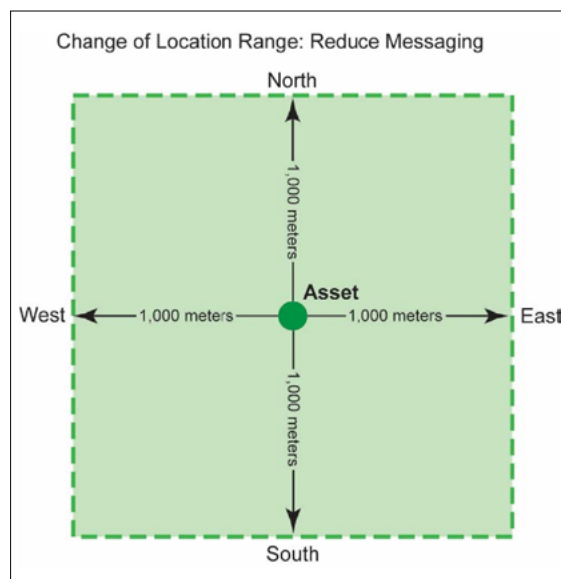 Change of Location Range: Reduce Messaging
North
1,000 meters
Asset
West
1,000 meters
1,000 meters
East
1,000 meters
South